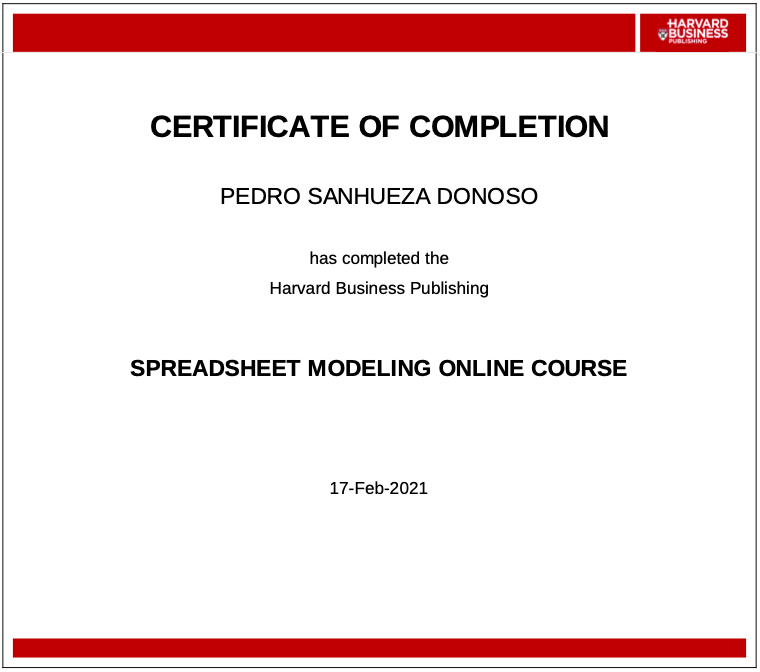 HARVARD
BUSINESS
PUBLISHING
CERTIFICATE OF COMPLETION
PEDRO SANHUEZA DONOSO
has completed the
Harvard Business Publishing
SPREADSHEET MODELING ONLINE COURSE
17-Feb-2021